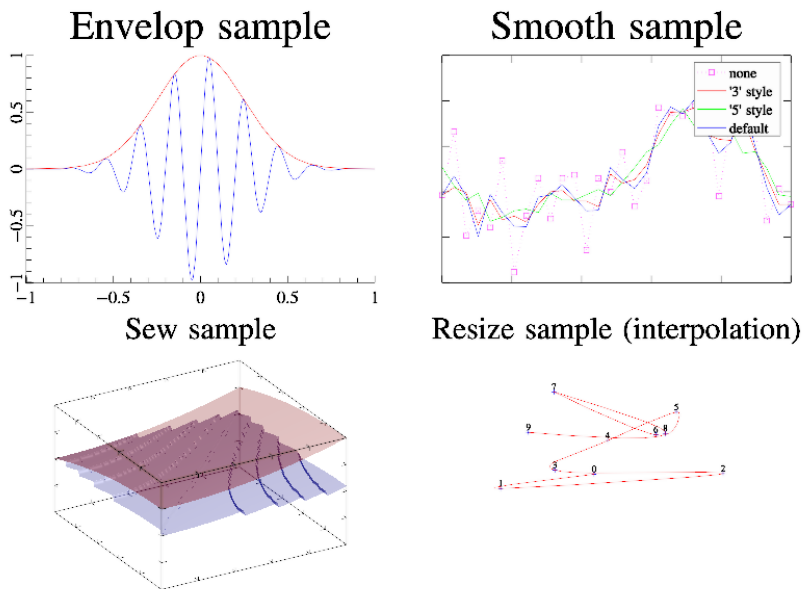 Envelop sample
Smooth sample
1
0.5
0
−0.5
−1
−1
−0.5
0
0.5
1
none
'3' style
'5' style
default
Sew sample
Resize sample (interpolation)
7
5
9
4
6
8
3
0
1
2